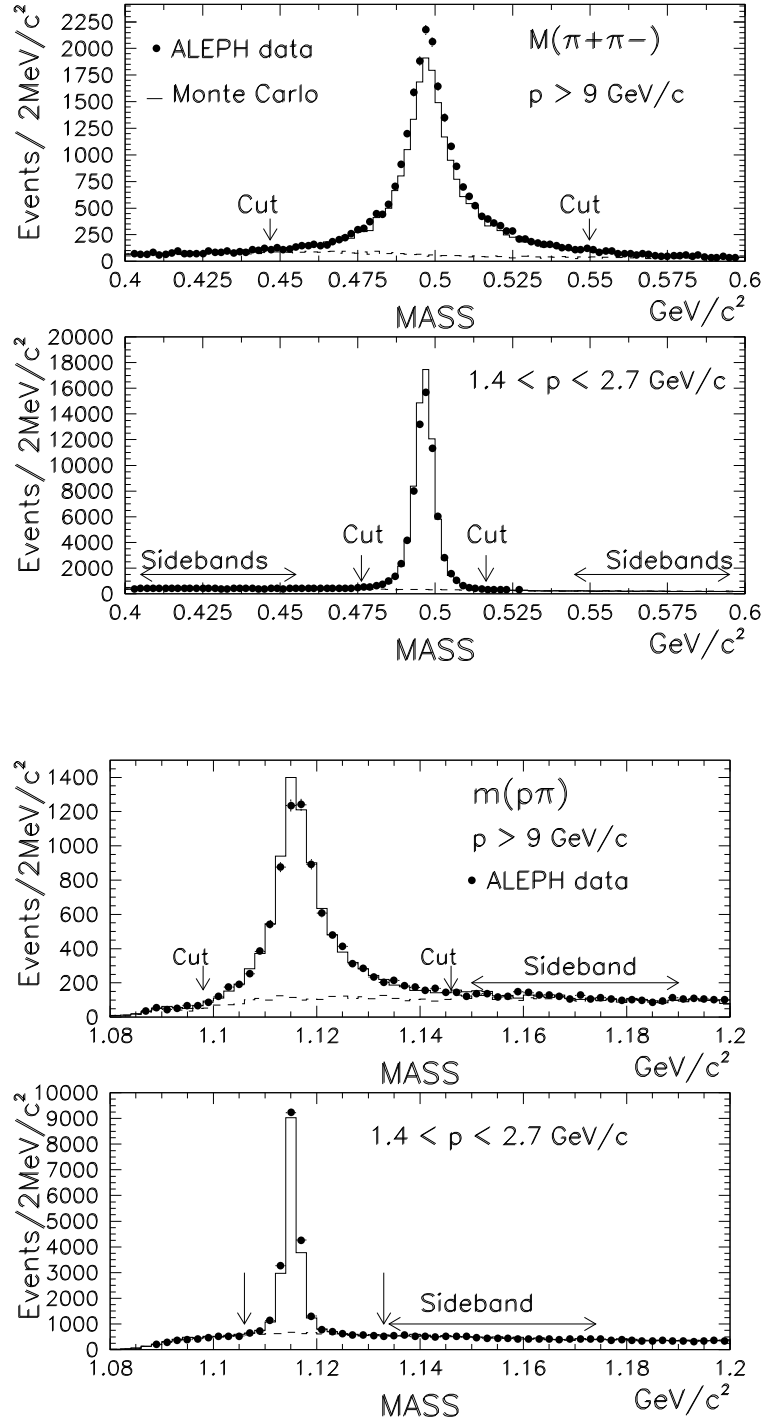 Events/ 2MeV/c²
2250
2000
1750
1500
1250
1000
750
500
250
0
ALEPH data
Monte Carlo
M(π+π−)
p > 9 GeV/c
Cut
Cut
0.4 0.425 0.45 0.475 0.5 0.525 0.55 0.575 0.6
MASS
GeV/c²
Events/ 2MeV/c²
20000
18000
16000
14000
12000
10000
8000
6000
4000
2000
0
1.4 < p < 2.7 GeV/c
Cut
Cut
Sidebands
Sidebands
0.4 0.425 0.45 0.475 0.5 0.525 0.55 0.575 0.6
MASS
GeV/c²
Events/2MeV/c²
1400
1200
1000
800
600
400
200
0
m(pπ)
p > 9 GeV/c
ALEPH data
Cut
Cut
Sideband
1.08 1.1 1.12 1.14 1.16 1.18 1.2
MASS
GeV/c²
Events/2MeV/c²
10000
9000
8000
7000
6000
5000
4000
3000
2000
1000
0
1.4 < p < 2.7 GeV/c
Sideband
1.08 1.1 1.12 1.14 1.16 1.18 1.2
MASS
GeV/c²